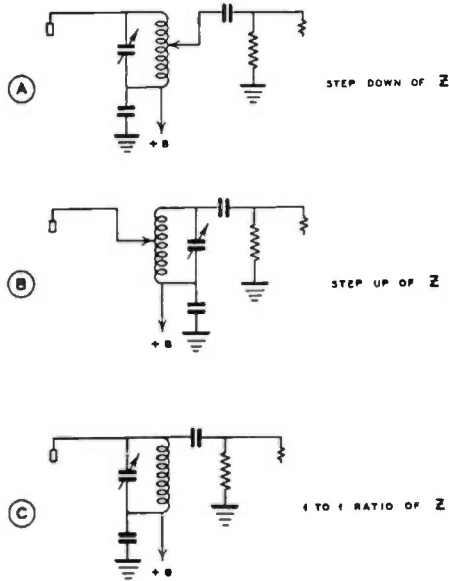 A
STEP DOWN OF Z
+ B
B
STEP UP OF Z
+ B
C
1 TO 1 RATIO OF Z
+ B